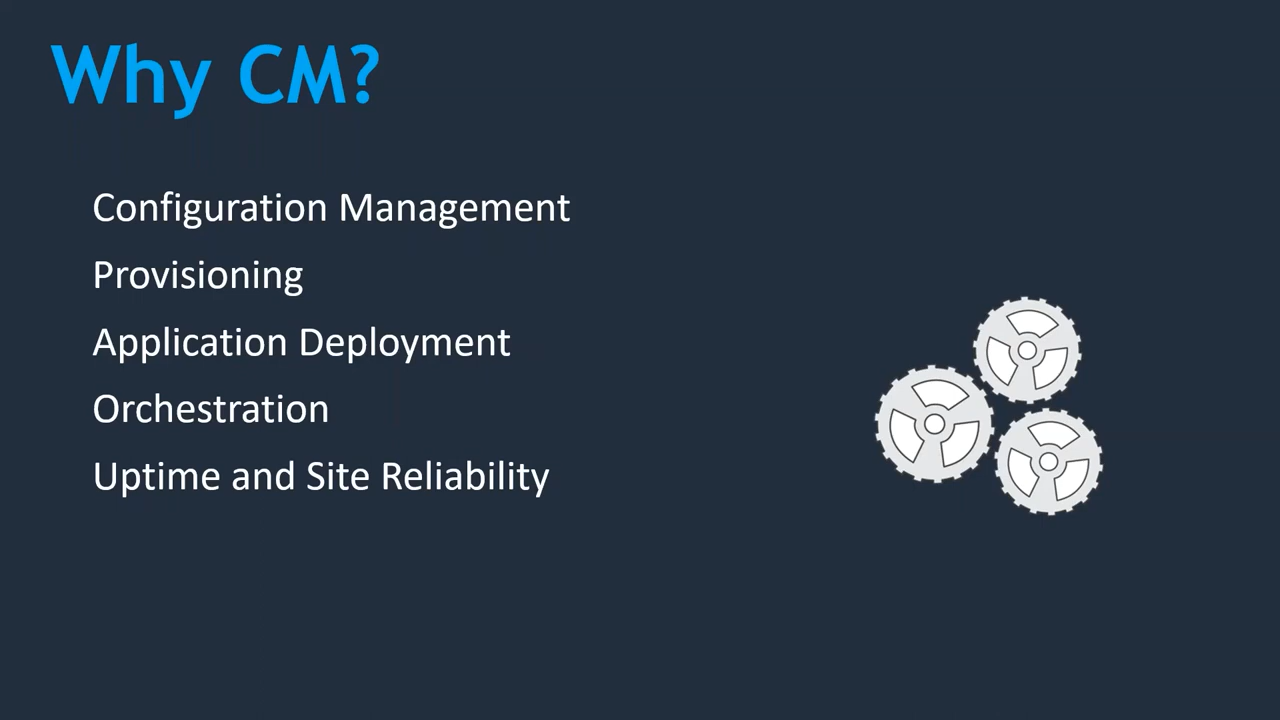 Why CM?
Configuration Management
Provisioning
Application Deployment
Orchestration
Uptime and Site Reliability